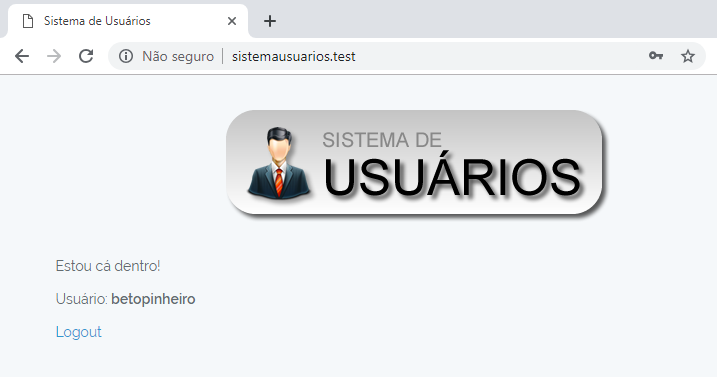 Sistema de Usuários
Não seguro
sistemausuarios.test
SISTEMA DE
USUÁRIOS
Estou cá dentro!
Usuário: betopinheiro
Logout